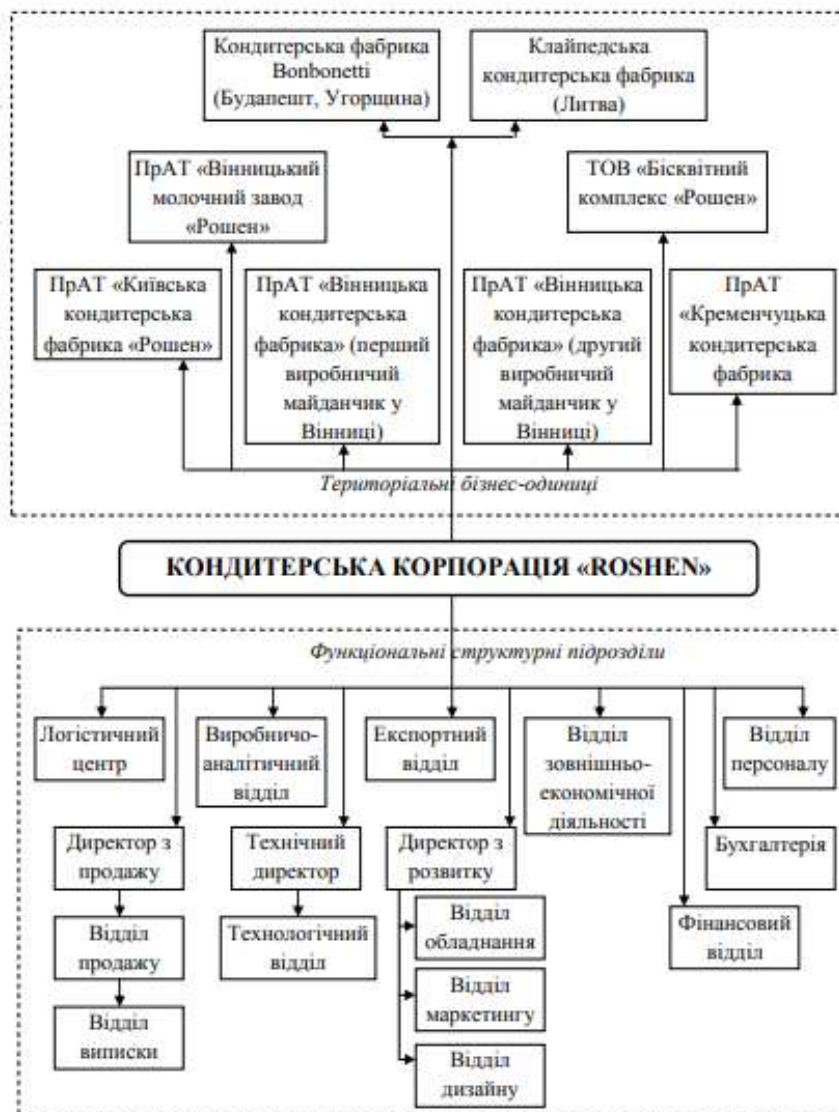 Кондитерська фабрика
Bonbonetti
(Будапешт, Угорщина)
Клайпедська
кондитерська фабрика
(Литва)
ПрАТ «Вінницький
молочний завод
«Рошен»
ТОВ «Бісквітний
комплекс «Рошен»
ПрАТ «Київська
кондитерська
фабрика «Рошен»
ПрАТ «Вінницька
кондитерська
фабрика» (перший
виробничий
майданчик у
Вінниці)
ПрАТ «Вінницька
кондитерська
фабрика» (другий
виробничий
майданчик у
Вінниці)
ПрАТ
«Кременчуцька
кондитерська
фабрика
Територіальні бізнес-одиниці
КОНДИТЕРСЬКА КОРПОРАЦІЯ «ROSHEN»
Функціональні структурні підрозділи
Логістичний
центр
Виробничо-
аналітичний
відділ
Експортний
відділ
Відділ
зовнішньо-
економічної
діяльності
Відділ
персоналу
Директор з
продажу
Технічний
директор
Директор з
розвитку
Бухгалтерія
Відділ
продажу
Технологічний
відділ
Відділ
обладнання
Фінансовий
відділ
Відділ
виписки
Відділ
маркетингу
Відділ
дизайну